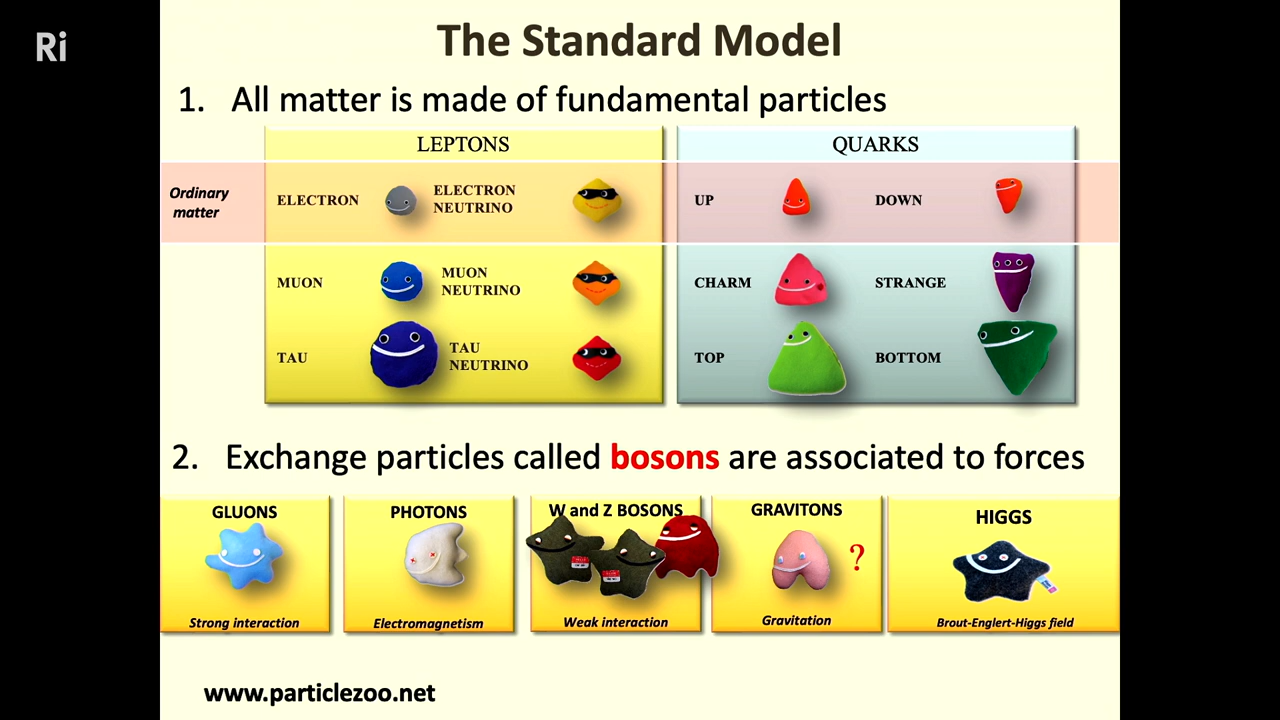 Ri
The Standard Model
1. All matter is made of fundamental particles
LEPTONS
QUARKS
Ordinary
matter
ELECTRON
ELECTRON
NEUTRINO
UP
DOWN
MUON
MUON
NEUTRINO
CHARM
STRANGE
TAU
TAU
NEUTRINO
TOP
BOTTOM
2. Exchange particles called bosons are associated to forces
GLUONS
PHOTONS
W and Z BOSONS
GRAVITONS
HIGGS
?
Strong interaction
Electromagnetism
Weak interaction
Gravitation
Brout-Englert-Higgs field
www.particlezoo.net